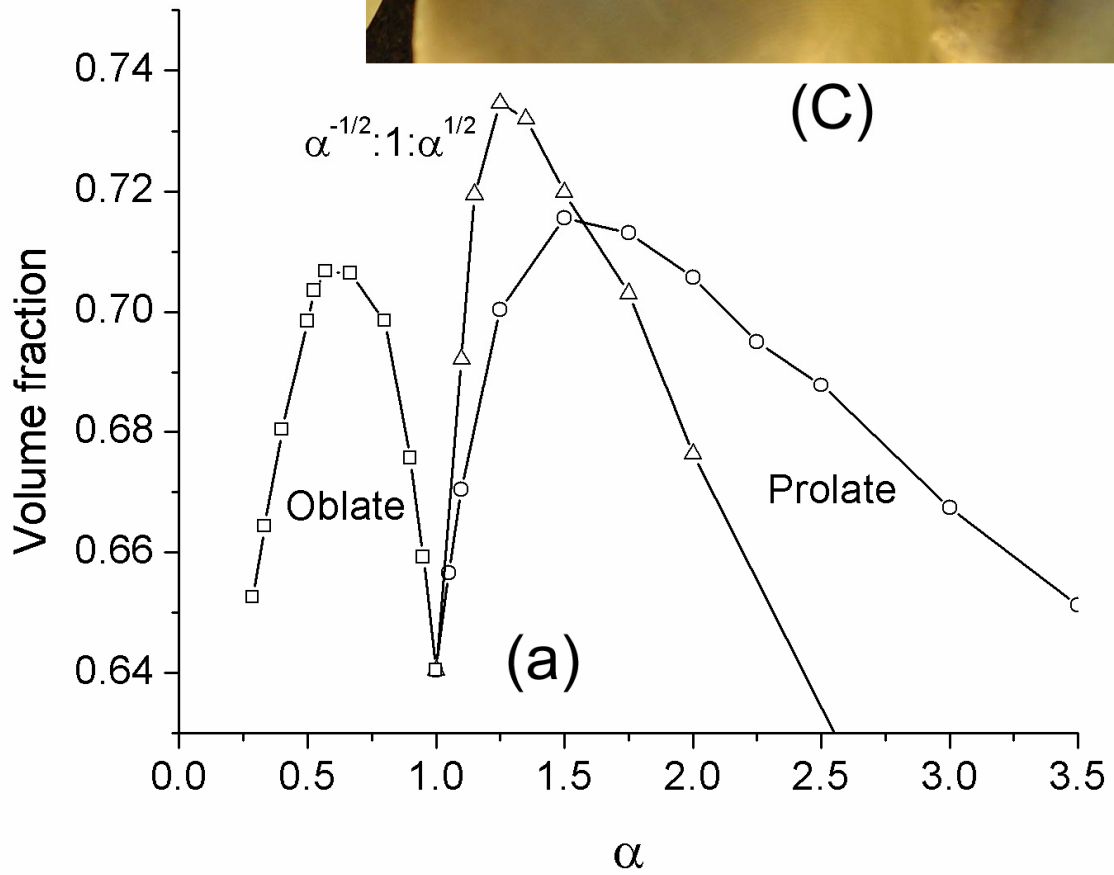 (C)
0.74
0.72
0.70
0.68
0.66
0.64
Volume fraction
α^-1/2:1:α^1/2
Oblate
Prolate
(a)
0.0 0.5 1.0 1.5 2.0 2.5 3.0 3.5
α